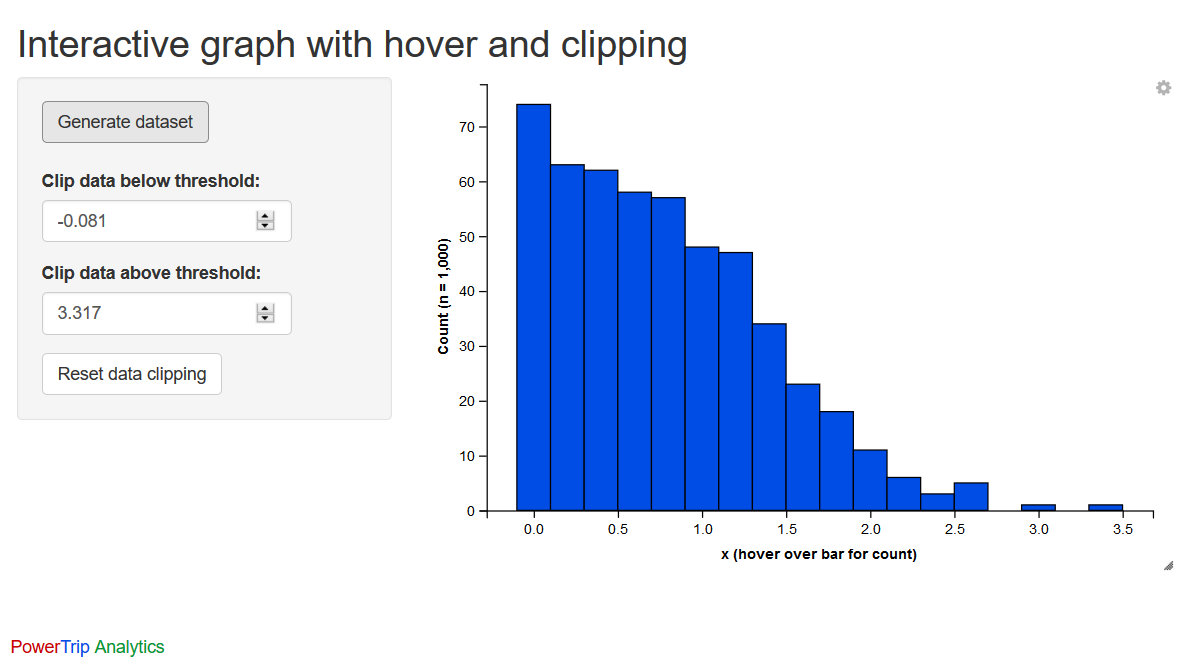 Interactive graph with hover and clipping
Generate dataset
Clip data below threshold:
-0.081
Clip data above threshold:
3.317
Reset data clipping
Count (n = 1,000)
70
60
50
40
30
20
10
0
0.0 0.5 1.0 1.5 2.0 2.5 3.0 3.5
x (hover over bar for count)
PowerTrip Analytics